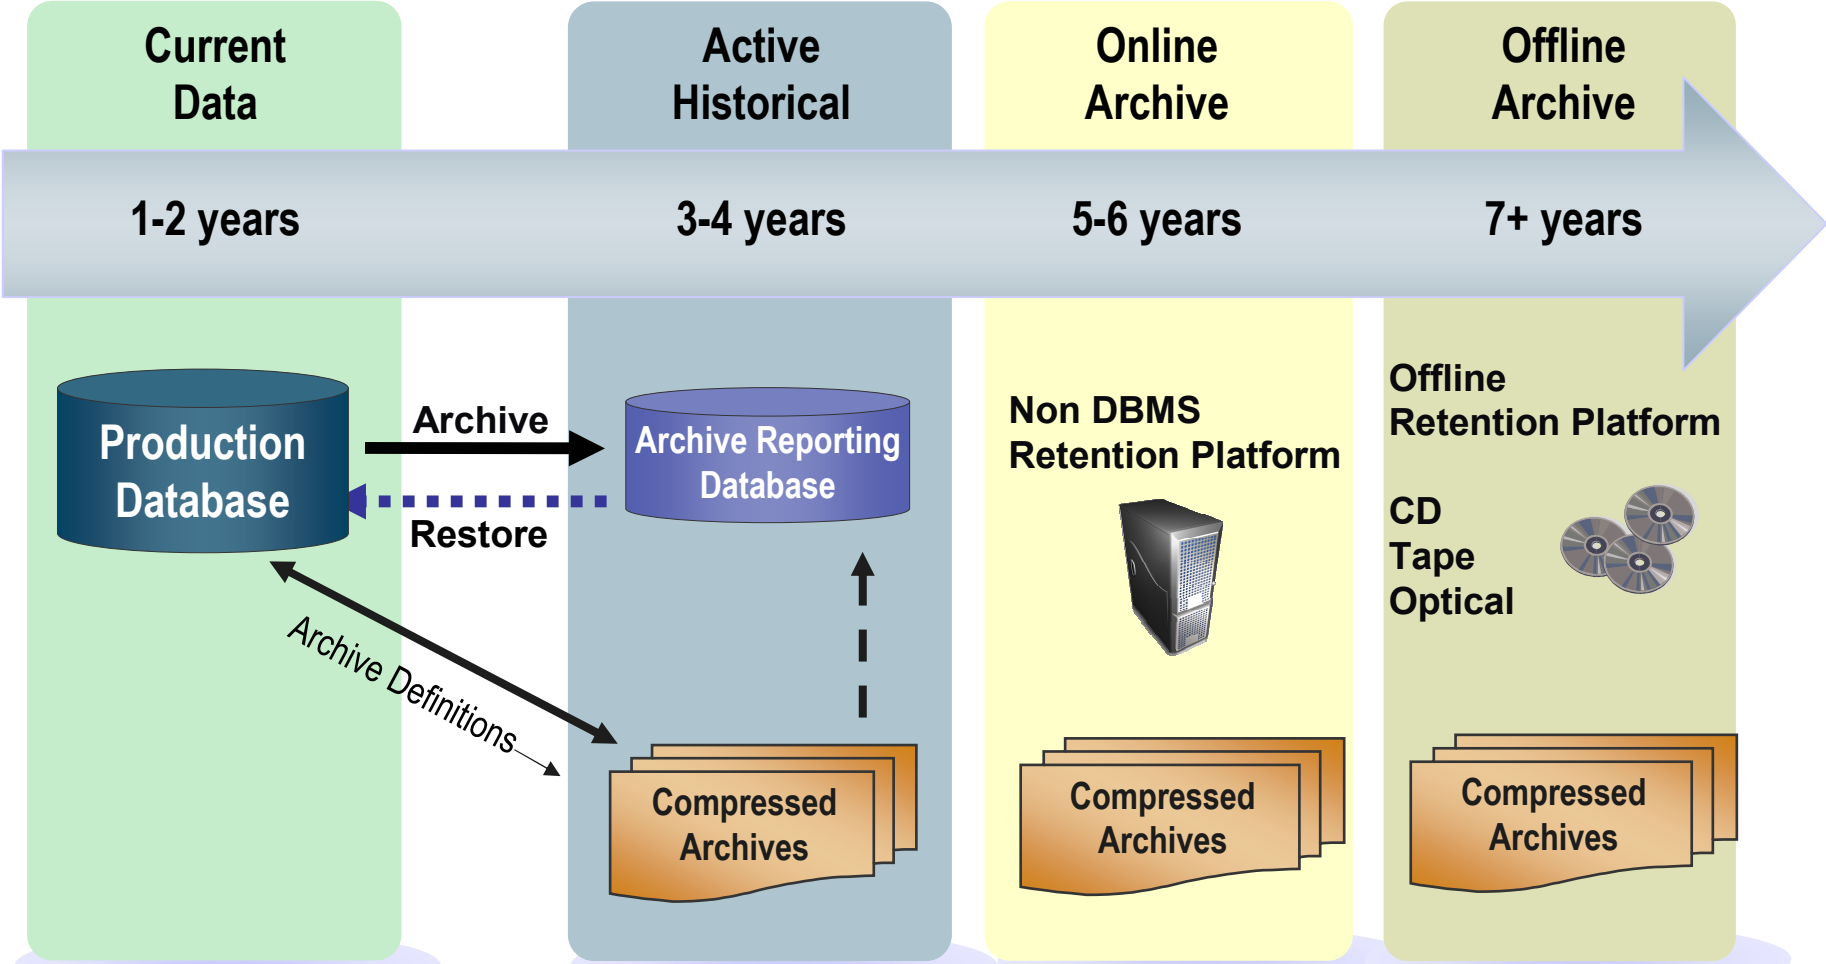 Current
Data
Active
Historical
Online
Archive
Offline
Archive
1-2 years
3-4 years
5-6 years
7+ years
Production
Database
Archive
Restore
Archive Reporting
Database
Archive Definitions
Compressed
Archives
Non DBMS
Retention Platform
Compressed
Archives
Offline
Retention Platform
CD
Tape
Optical
Compressed
Archives